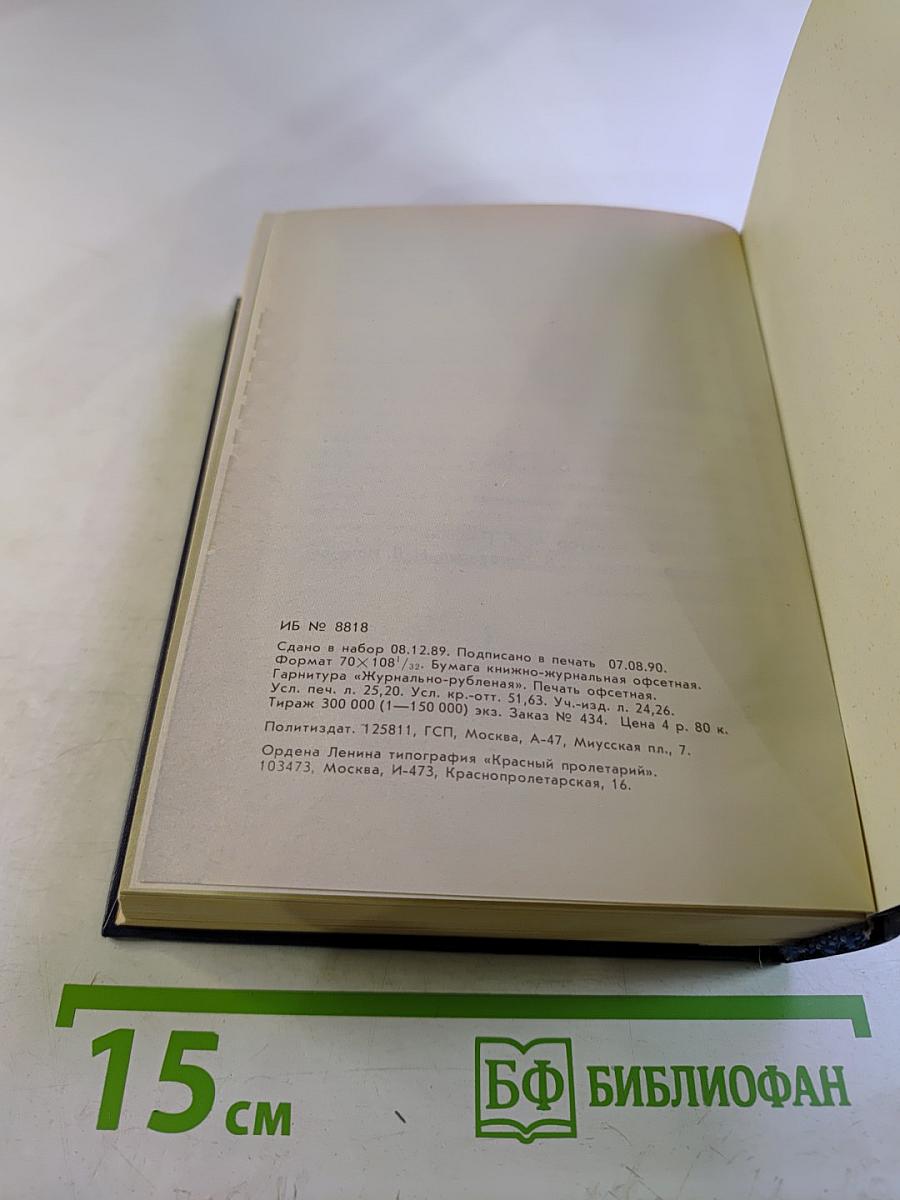 ИБ № 8818
Сдано в набор 08.12.89. Подписано в печать 07.08.90.
Формат 70×108¹/₃₂. Бумага книжно-журнальная офсетная.
Гарнитура «Журнально-рубленая». Печать офсетная.
Усл. печ. л. 25,20. Усл. кр.-отт. 51,63. Уч.-изд. л. 24,26.
Тираж 300 000 (1—150 000) экз. Заказ № 434. Цена 4 р. 80 к.
Политиздат. 125811, ГСП, Москва, А-47, Миусская пл., 7.
Ордена Ленина типография «Красный пролетарий».
103473, Москва, И-473, Краснопролетарская, 16.
15 см
БФ БИБЛИОФАН